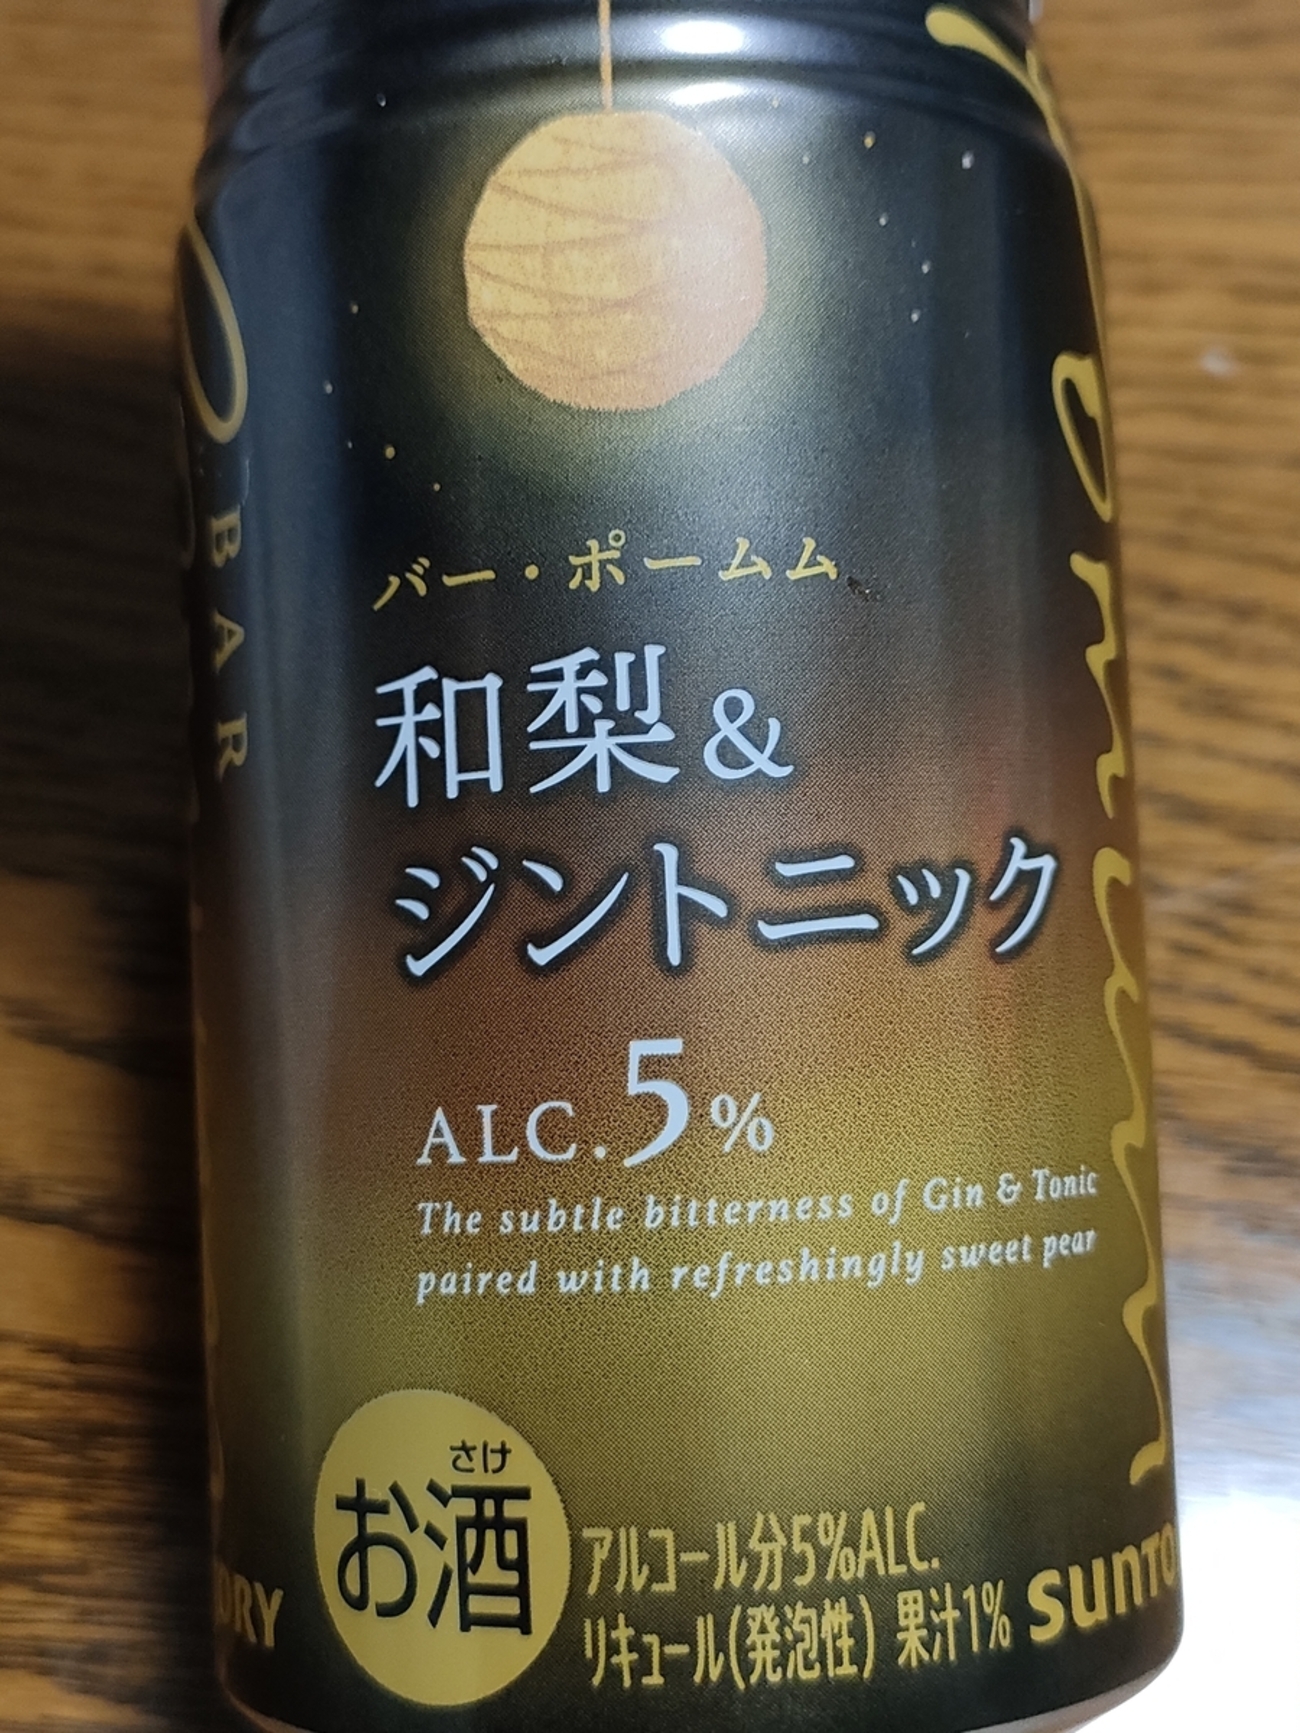 バー・ポームム
和梨&
ジントニック
ALC.5%
The subtle bitterness of Gin & Tonic
paired with refreshingly sweet pear
さけ
お酒
アルコール分5%ALC.
リキュール(発泡性) 果汁1%
SUNTO
BAR
ORY